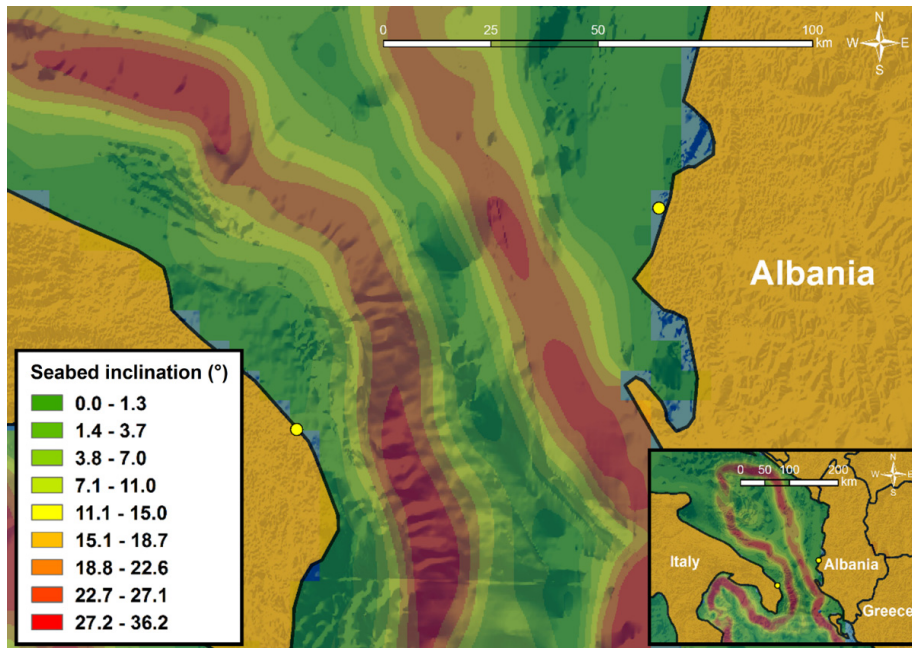 0 25 50 100
km
N
W E
S
Albania
Seabed inclination (°)
0.0 - 1.3
1.4 - 3.7
3.8 - 7.0
7.1 - 11.0
11.1 - 15.0
15.1 - 18.7
18.8 - 22.6
22.7 - 27.1
27.2 - 36.2
0 50 100 200
km
N
W E
S
Italy
Albania
Greece